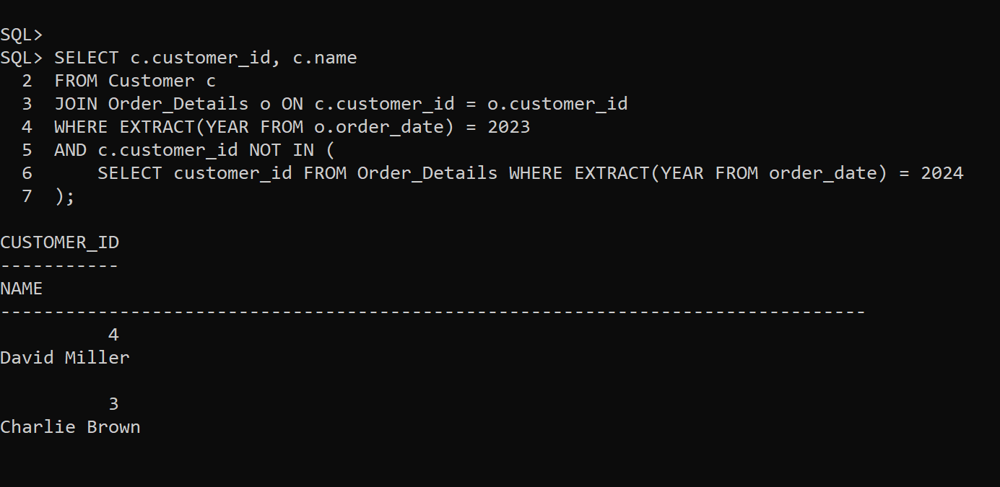 SQL>
SQL> SELECT c.customer_id, c.name
  2  FROM Customer c
  3  JOIN Order_Details o ON c.customer_id = o.customer_id
  4  WHERE EXTRACT(YEAR FROM o.order_date) = 2023
  5  AND c.customer_id NOT IN (
  6      SELECT customer_id FROM Order_Details WHERE EXTRACT(YEAR FROM order_date) = 2024
  7  );
CUSTOMER_ID
-----------
NAME
--------------------------------------------------------------------------------
          4
David Miller
          3
Charlie Brown